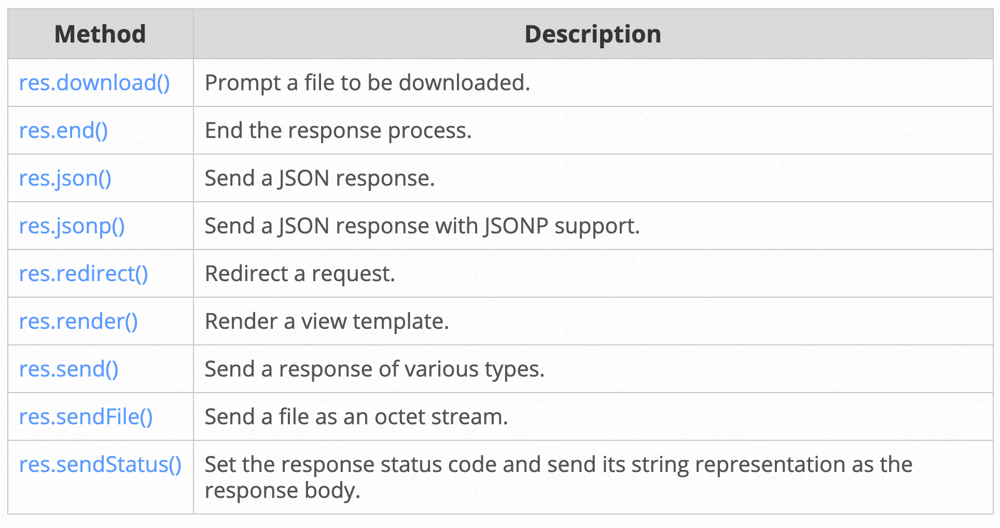 Method Description
res.download() Prompt a file to be downloaded.
res.end() End the response process.
res.json() Send a JSON response.
res.jsonp() Send a JSON response with JSONP support.
res.redirect() Redirect a request.
res.render() Render a view template.
res.send() Send a response of various types.
res.sendFile() Send a file as an octet stream.
res.sendStatus() Set the response status code and send its string representation as the
response body.